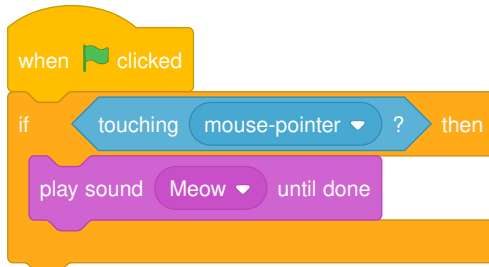 when clicked
if touching mouse-pointer ? then
play sound Meow until done